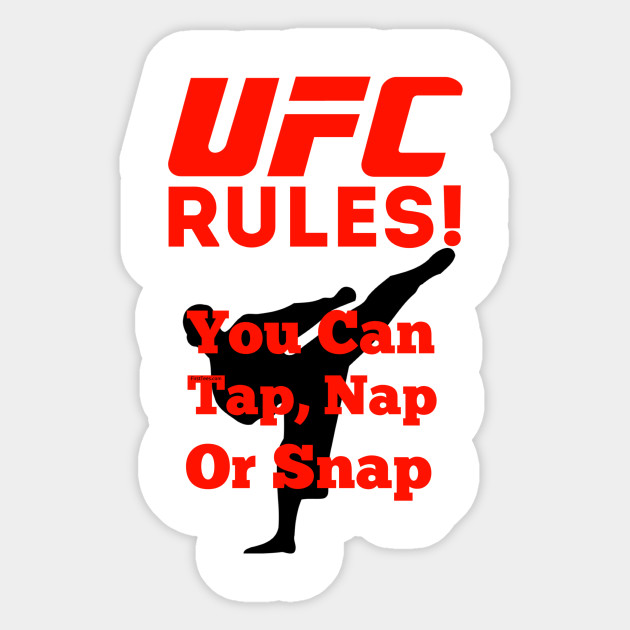 UFC
RULES!
You Can
Tap, Nap
Or Snap